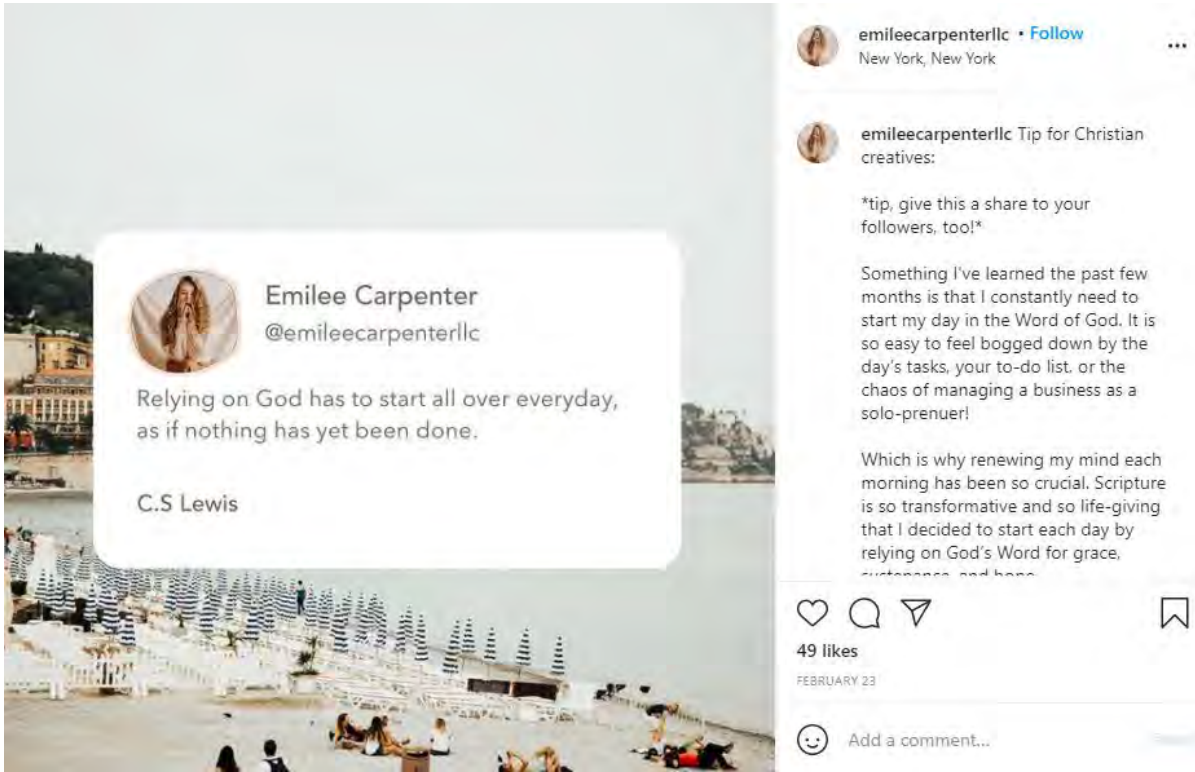 Emilee Carpenter
@emileecarpenterllc
Relying on God has to start all over everyday,
as if nothing has yet been done.
C.S Lewis
emileecarpenterllc • Follow
New York, New York
emileecarpenterllc Tip for Christian
creatives:
*tip, give this a share to your
followers, too!*
Something I've learned the past few
months is that I constantly need to
start my day in the Word of God. It is
so easy to feel bogged down by the
day's tasks, your to-do list, or the
chaos of managing a business as a
solo-prenuer!
Which is why renewing my mind each
morning has been so crucial. Scripture
is so transformative and so life-giving
that I decided to start each day by
relying on God's Word for grace,
sustenance, and hope
49 likes
FEBRUARY 23
Add a comment...